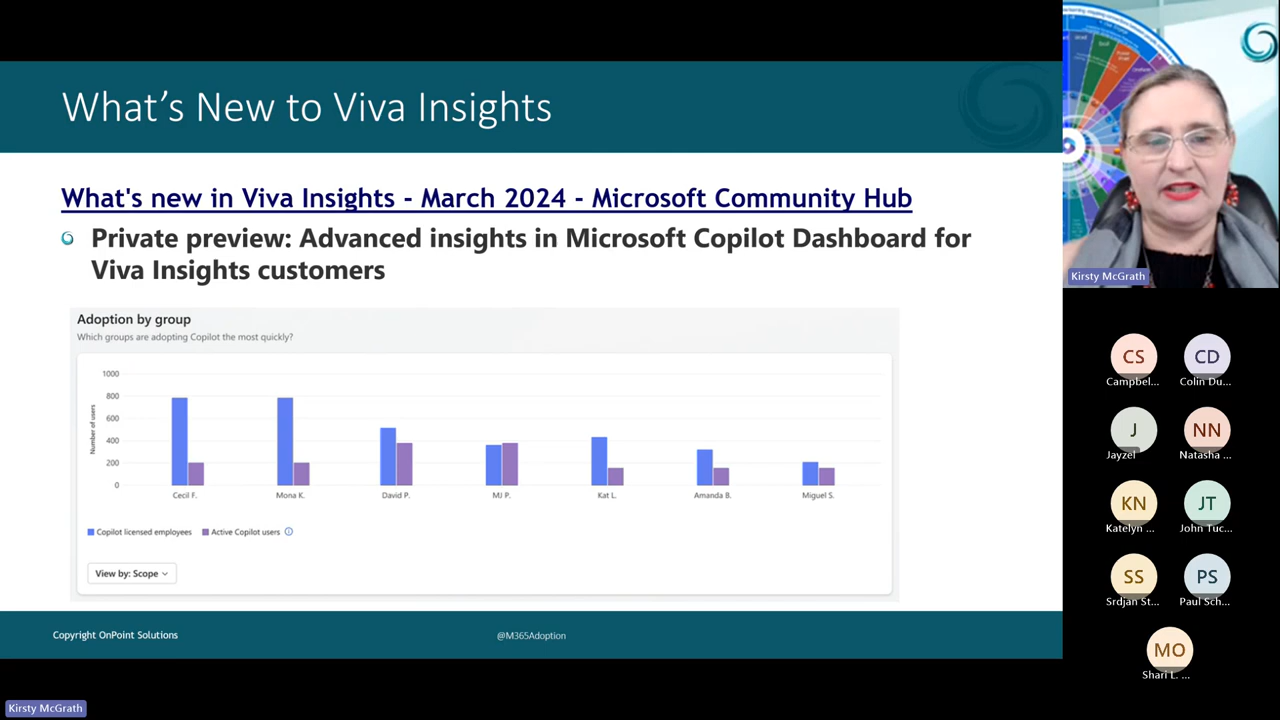 What's New to Viva Insights
What's new in Viva Insights - March 2024 - Microsoft Community Hub
Private preview: Advanced insights in Microsoft Copilot Dashboard for
Viva Insights customers
Adoption by group
Which groups are adopting Copilot the most quickly?
Number of users
1000
800
600
400
200
0
Cecil F.
Mona K.
David P.
MJ P.
Kat L.
Amanda B.
Miguel S.
Copilot licensed employees
Active Copilot users
View by: Scope
Copyright OnPoint Solutions
@M365Adoption
Kirsty McGrath
Kirsty McGrath
CS
CD
Campbel...
Colin Du...
J
NN
Jayzel
Natasha ...
KN
JT
Katelyn ...
John Tuc...
SS
PS
Srdjan St...
Paul Sch...
MO
Shari L. ...